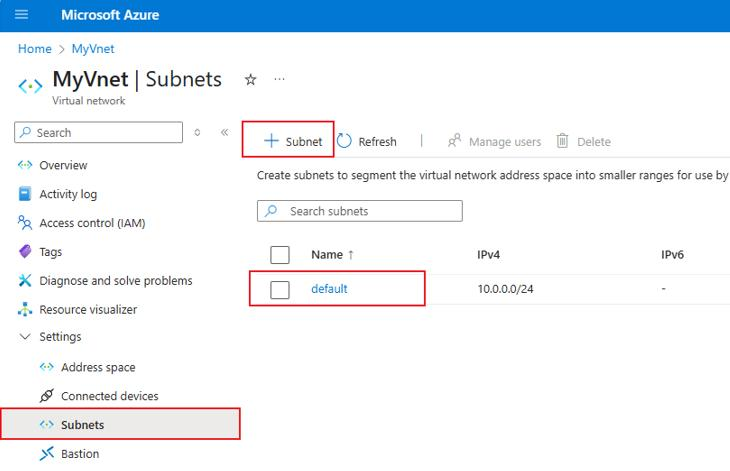 Microsoft Azure
Home > MyVnet
MyVnet | Subnets
Virtual network
Search
+ Subnet Refresh | Manage users Delete
Create subnets to segment the virtual network address space into smaller ranges for use by
Search subnets
Name ↑ IPv4 IPv6
default 10.0.0.0/24 -
Overview
Activity log
Access control (IAM)
Tags
Diagnose and solve problems
Resource visualizer
Settings
Address space
Connected devices
Subnets
Bastion